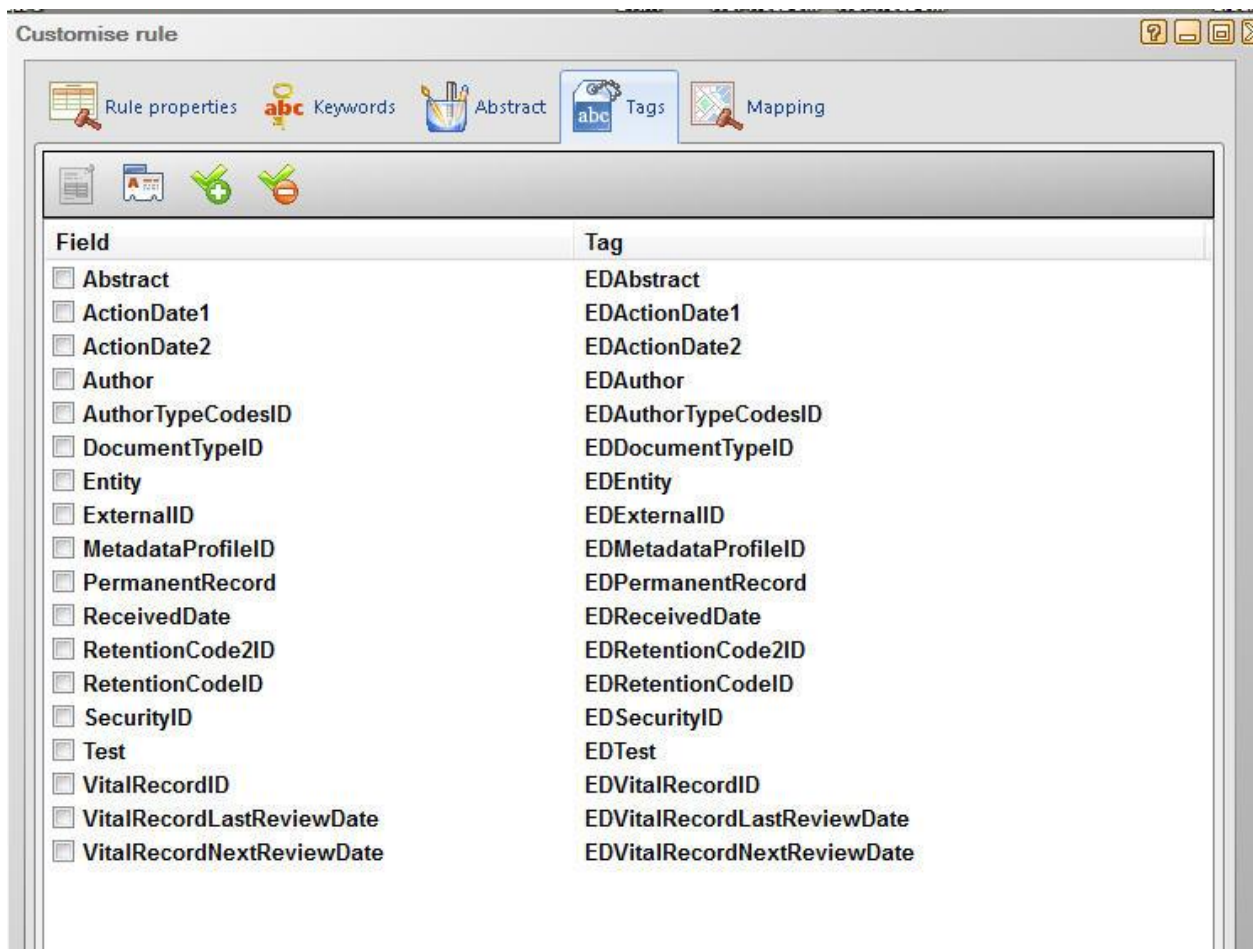 Customise rule
Rule properties abc Keywords Abstract abc Tags Mapping
Field Tag
Abstract EDAbstract
ActionDate1 EDActionDate1
ActionDate2 EDActionDate2
Author EDAuthor
AuthorTypeCodesID EDAuthorTypeCodesID
DocumentTypeID EDDocumentTypeID
Entity EDEntity
ExternalID EDExternalID
MetadataProfileID EDMetadataProfileID
PermanentRecord EDPermanentRecord
ReceivedDate EDReceivedDate
RetentionCode2ID EDRetentionCode2ID
RetentionCodeID EDRetentionCodeID
SecurityID EDSecurityID
Test EDTest
VitalRecordID EDVitalRecordID
VitalRecordLastReviewDate EDVitalRecordLastReviewDate
VitalRecordNextReviewDate EDVitalRecordNextReviewDate